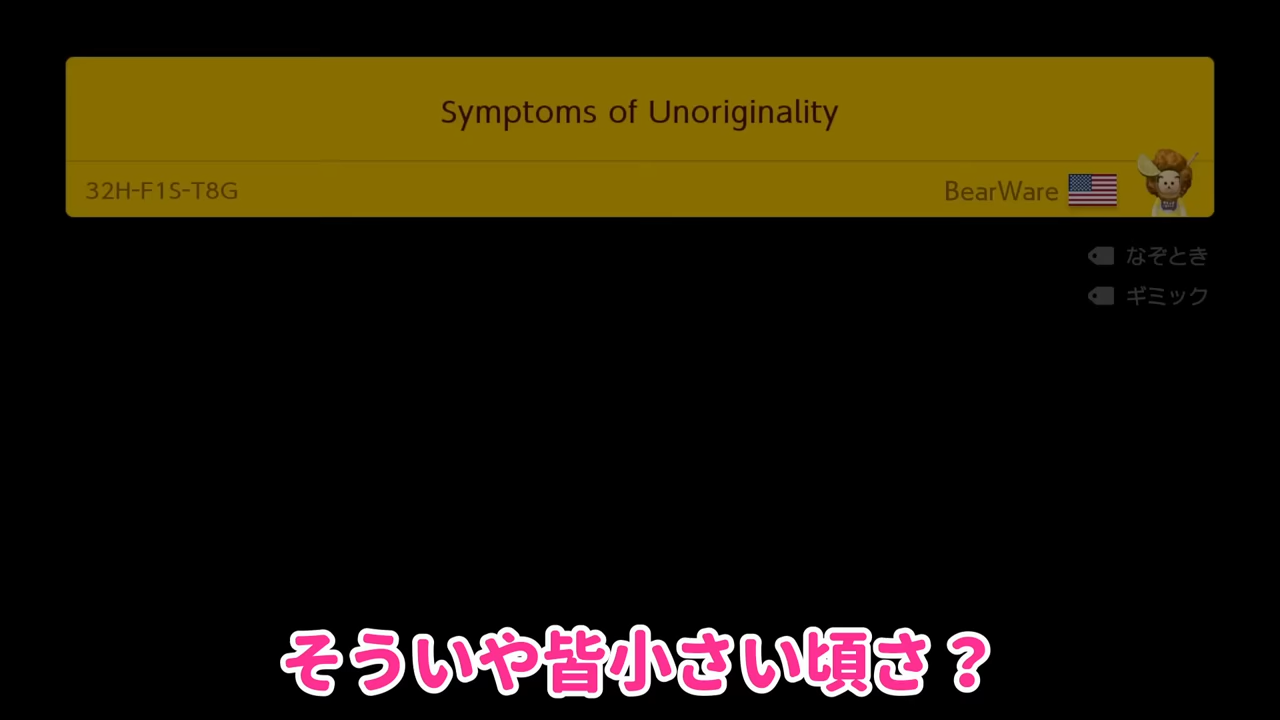 Symptoms of Unoriginality
32H-F1S-T8G
BearWare
なぞとき
ギミック
そういや皆小さい頃さ？